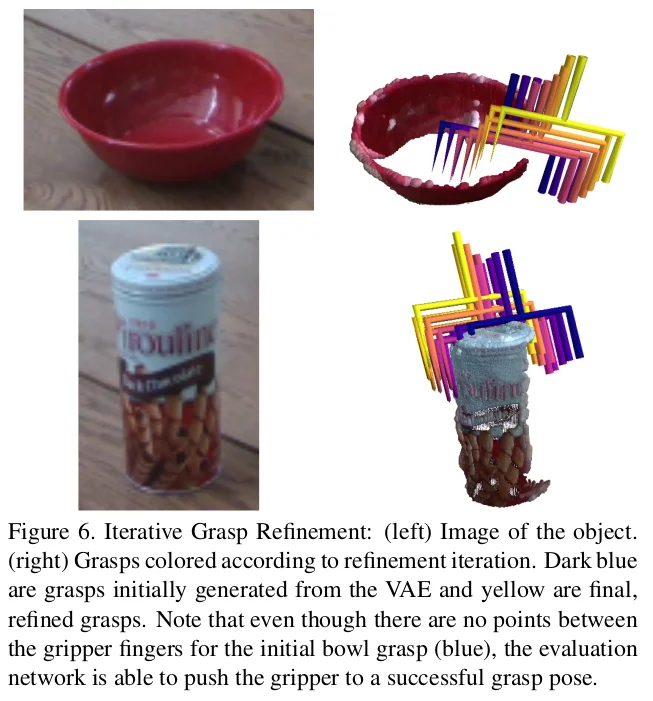 rouline
Dark Chocolate
Figure 6. Iterative Grasp Refinement: (left) Image of the object.
(right) Grasps colored according to refinement iteration. Dark blue
are grasps initially generated from the VAE and yellow are final,
refined grasps. Note that even though there are no points between
the gripper fingers for the initial bowl grasp (blue), the evaluation
network is able to push the gripper to a successful grasp pose.